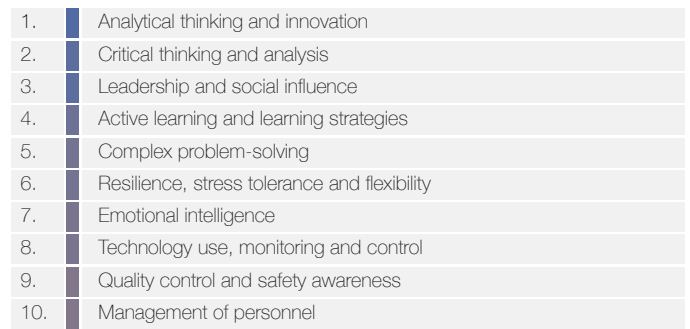 1. Analytical thinking and innovation
2. Critical thinking and analysis
3. Leadership and social influence
4. Active learning and learning strategies
5. Complex problem-solving
6. Resilience, stress tolerance and flexibility
7. Emotional intelligence
8. Technology use, monitoring and control
9. Quality control and safety awareness
10. Management of personnel